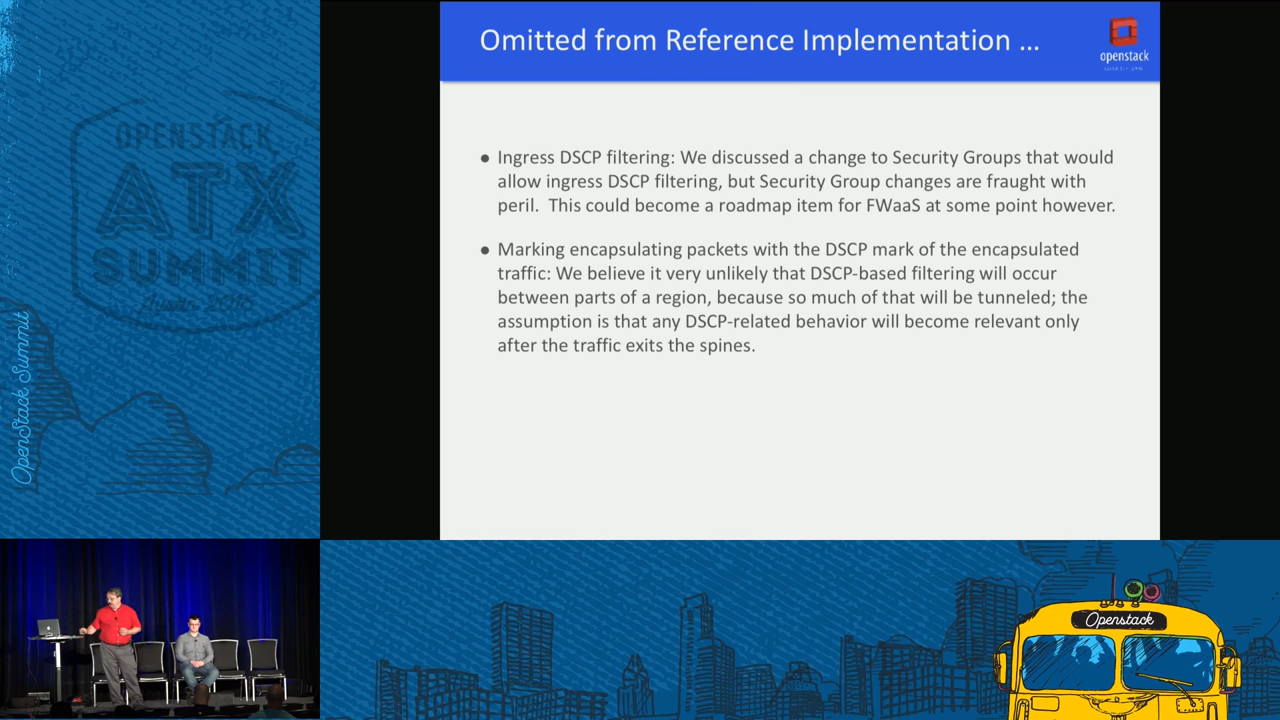 Omitted from Reference Implementation ...
openstack
● Ingress DSCP filtering: We discussed a change to Security Groups that would
allow ingress DSCP filtering, but Security Group changes are fraught with
peril.  This could become a roadmap item for FWaaS at some point however.
● Marking encapsulating packets with the DSCP mark of the encapsulated
traffic: We believe it very unlikely that DSCP-based filtering will occur
between parts of a region, because so much of that will be tunneled; the
assumption is that any DSCP-related behavior will become relevant only
after the traffic exits the spines.
OPENSTACK
ATX
SUMMIT
Austin 2016
OpenStack Summit
Openstack